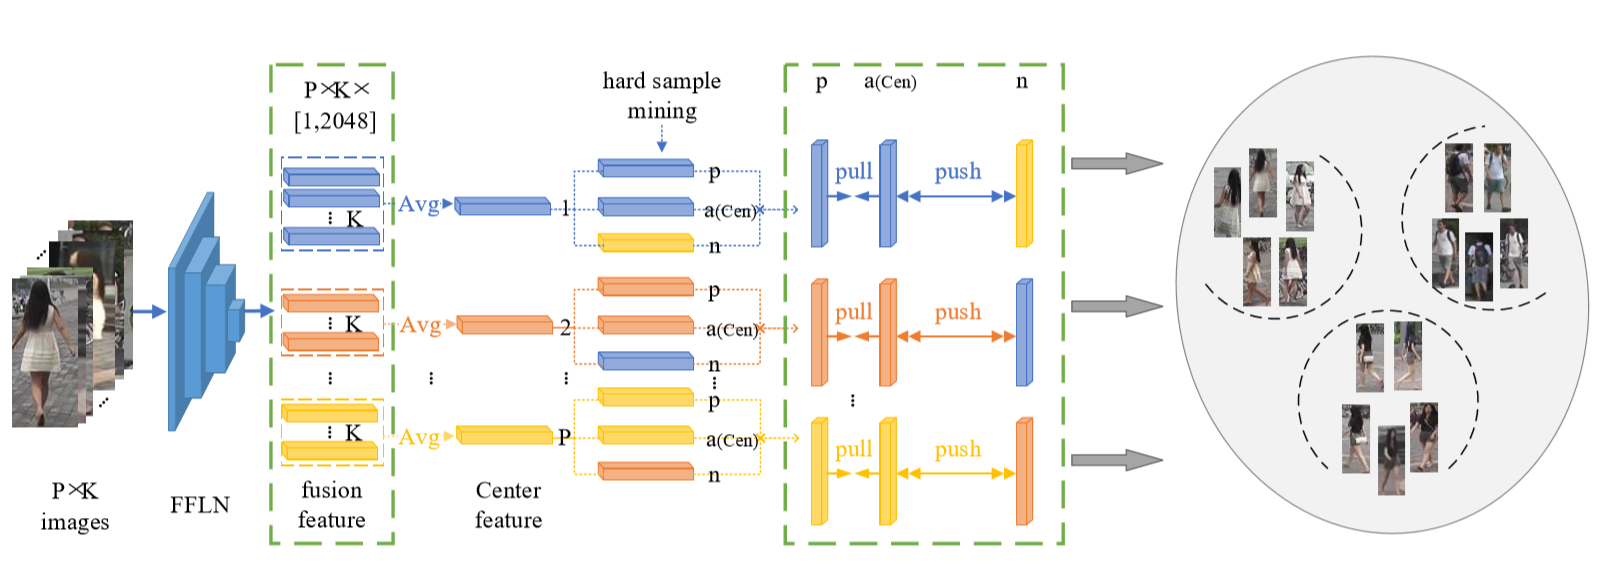 P×K
images
FFLN
P×K×
[1,2048]
⋮ K
⋮ K
⋮
⋮ K
fusion
feature
Avg
Avg
⋮
Avg
1
2
⋮
P
Center
feature
hard sample
mining
p
a(Cen)
n
p
a(Cen)
n
⋮
p
a(Cen)
n
p a(Cen) n
pull push
pull push
⋮
pull push